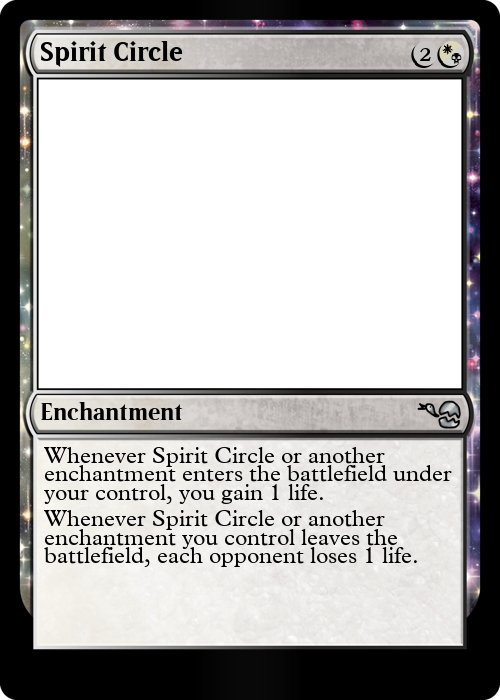 Spirit Circle
2
Enchantment
Whenever Spirit Circle or another
enchantment enters the battlefield under
your control, you gain 1 life.
Whenever Spirit Circle or another
enchantment you control leaves the
battlefield, each opponent loses 1 life.